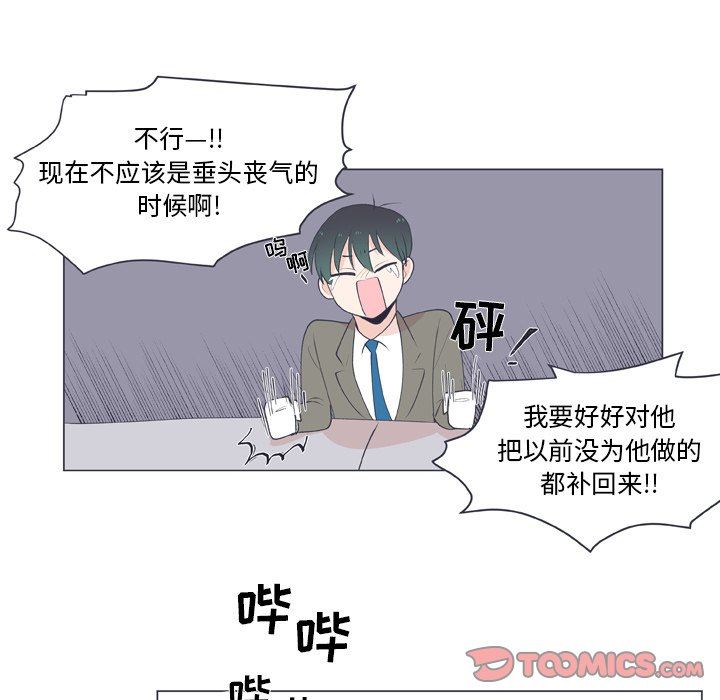 不行—!!
现在不应该是垂头丧气的
时候啊!
呜
啊-
砰
我要好好对他
把以前没为他做的
都补回来!!
哔
哔
哔
TOOMICS.COM